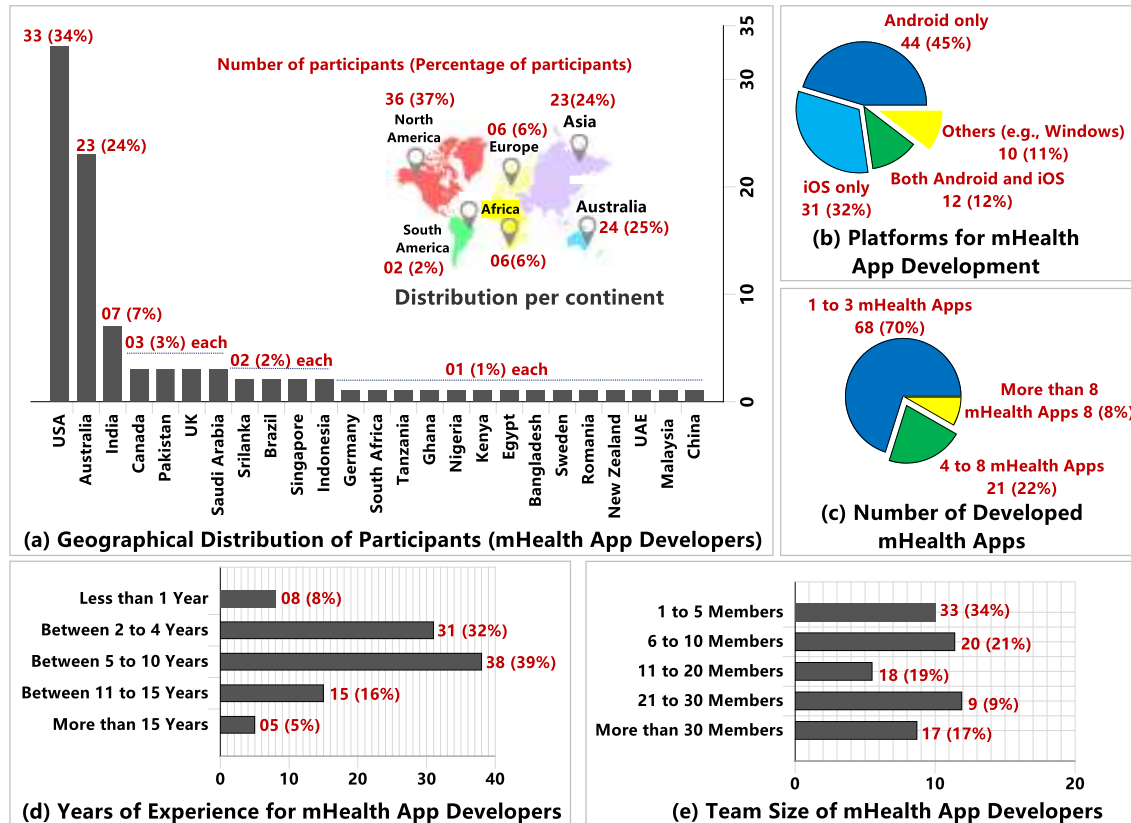 33 (34%)
23 (24%)
07 (7%)
03 (3%) each
02 (2%) each
01 (1%) each
35
30
20
10
0
Number of participants (Percentage of participants)
36 (37%)
North
America
06 (6%)
Europe
23(24%)
Asia
Africa
06(6%)
South
America
02 (2%)
Australia
24 (25%)
Distribution per continent
USA
Australia
India
Canada
Pakistan
UK
Saudi Arabia
Srilanka
Brazil
Singapore
Indonesia
Germany
South Africa
Tanzania
Ghana
Nigeria
Kenya
Egypt
Bangladesh
Sweden
Romania
New Zealand
UAE
Malaysia
China
(a) Geographical Distribution of Participants (mHealth App Developers)
Android only
44 (45%)
Others (e.g., Windows)
10 (11%)
Both Android and iOS
12 (12%)
iOS only
31 (32%)
(b) Platforms for mHealth
App Development
1 to 3 mHealth Apps
68 (70%)
More than 8
mHealth Apps 8 (8%)
4 to 8 mHealth Apps
21 (22%)
(c) Number of Developed
mHealth Apps
Less than 1 Year
08 (8%)
Between 2 to 4 Years
31 (32%)
Between 5 to 10 Years
38 (39%)
Between 11 to 15 Years
15 (16%)
More than 15 Years
05 (5%)
0 10 20 30 40
(d) Years of Experience for mHealth App Developers
1 to 5 Members
33 (34%)
6 to 10 Members
20 (21%)
11 to 20 Members
18 (19%)
21 to 30 Members
9 (9%)
More than 30 Members
17 (17%)
0 10 20
(e) Team Size of mHealth App Developers